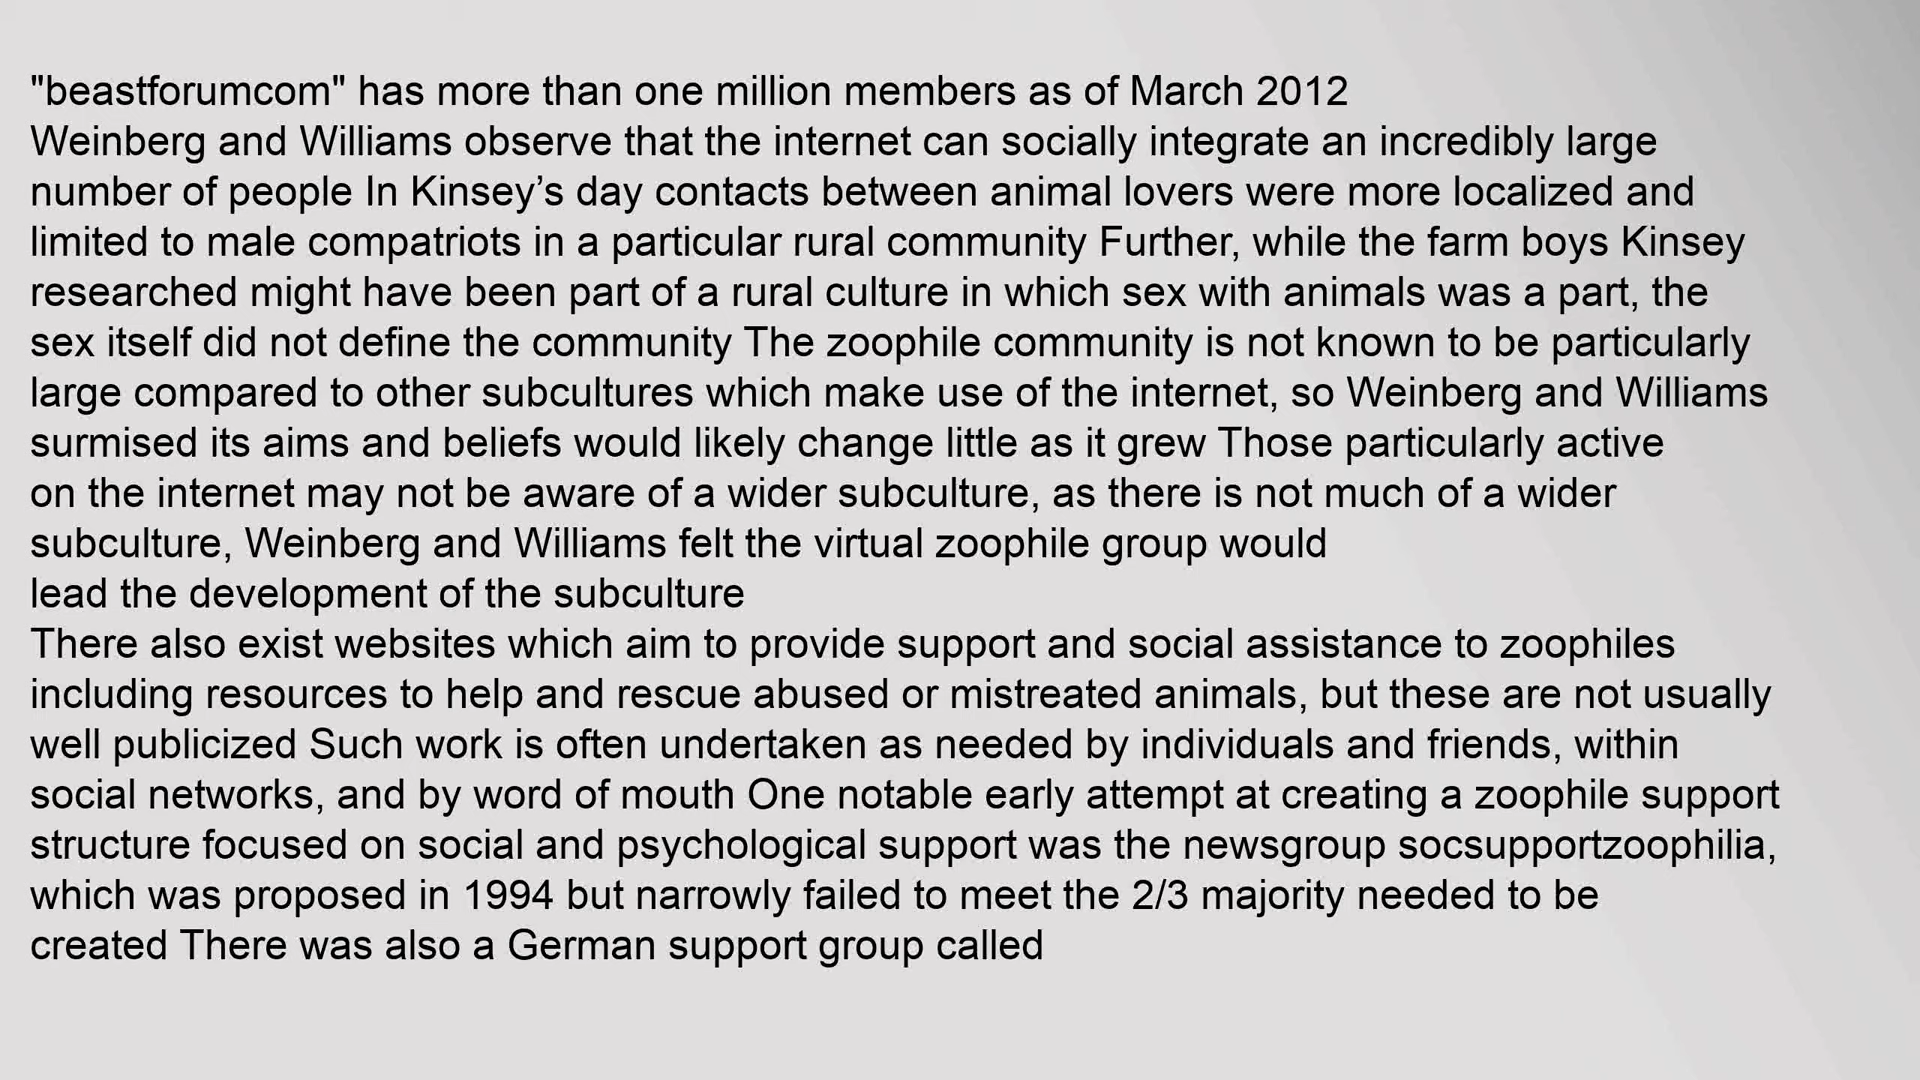 "beastforumcom" has more than one million members as of March 2012
Weinberg and Williams observe that the internet can socially integrate an incredibly large
number of people In Kinsey’s day contacts between animal lovers were more localized and
limited to male compatriots in a particular rural community Further, while the farm boys Kinsey
researched might have been part of a rural culture in which sex with animals was a part, the
sex itself did not define the community The zoophile community is not known to be particularly
large compared to other subcultures which make use of the internet, so Weinberg and Williams
surmised its aims and beliefs would likely change little as it grew Those particularly active
on the internet may not be aware of a wider subculture, as there is not much of a wider
subculture, Weinberg and Williams felt the virtual zoophile group would
lead the development of the subculture
There also exist websites which aim to provide support and social assistance to zoophiles
including resources to help and rescue abused or mistreated animals, but these are not usually
well publicized Such work is often undertaken as needed by individuals and friends, within
social networks, and by word of mouth One notable early attempt at creating a zoophile support
structure focused on social and psychological support was the newsgroup socsupportzoophilia,
which was proposed in 1994 but narrowly failed to meet the 2/3 majority needed to be
created There was also a German support group called